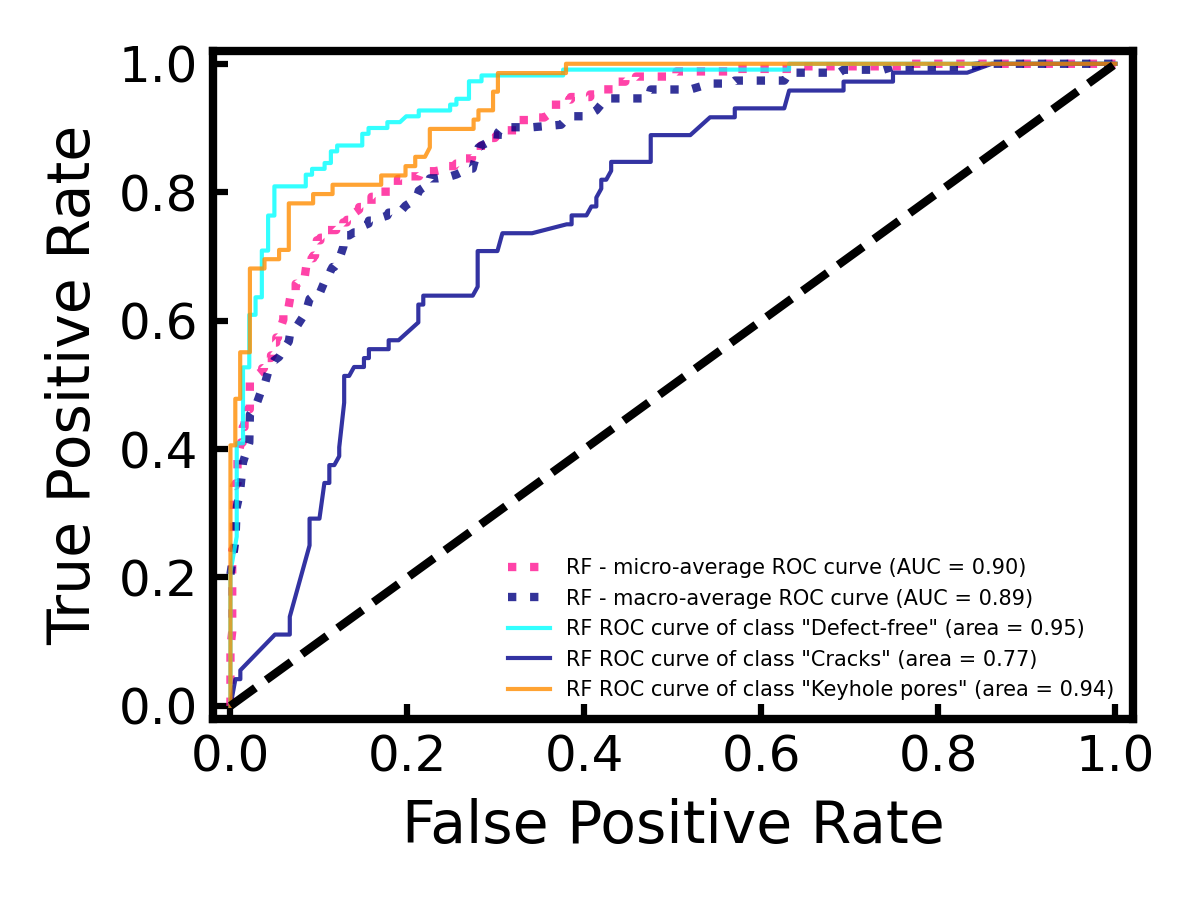 True Positive Rate
1.0
0.8
0.6
0.4
0.2
0.0
RF - micro-average ROC curve (AUC = 0.90)
RF - macro-average ROC curve (AUC = 0.89)
RF ROC curve of class "Defect-free" (area = 0.95)
RF ROC curve of class "Cracks" (area = 0.77)
RF ROC curve of class "Keyhole pores" (area = 0.94)
0.0 0.2 0.4 0.6 0.8 1.0
False Positive Rate